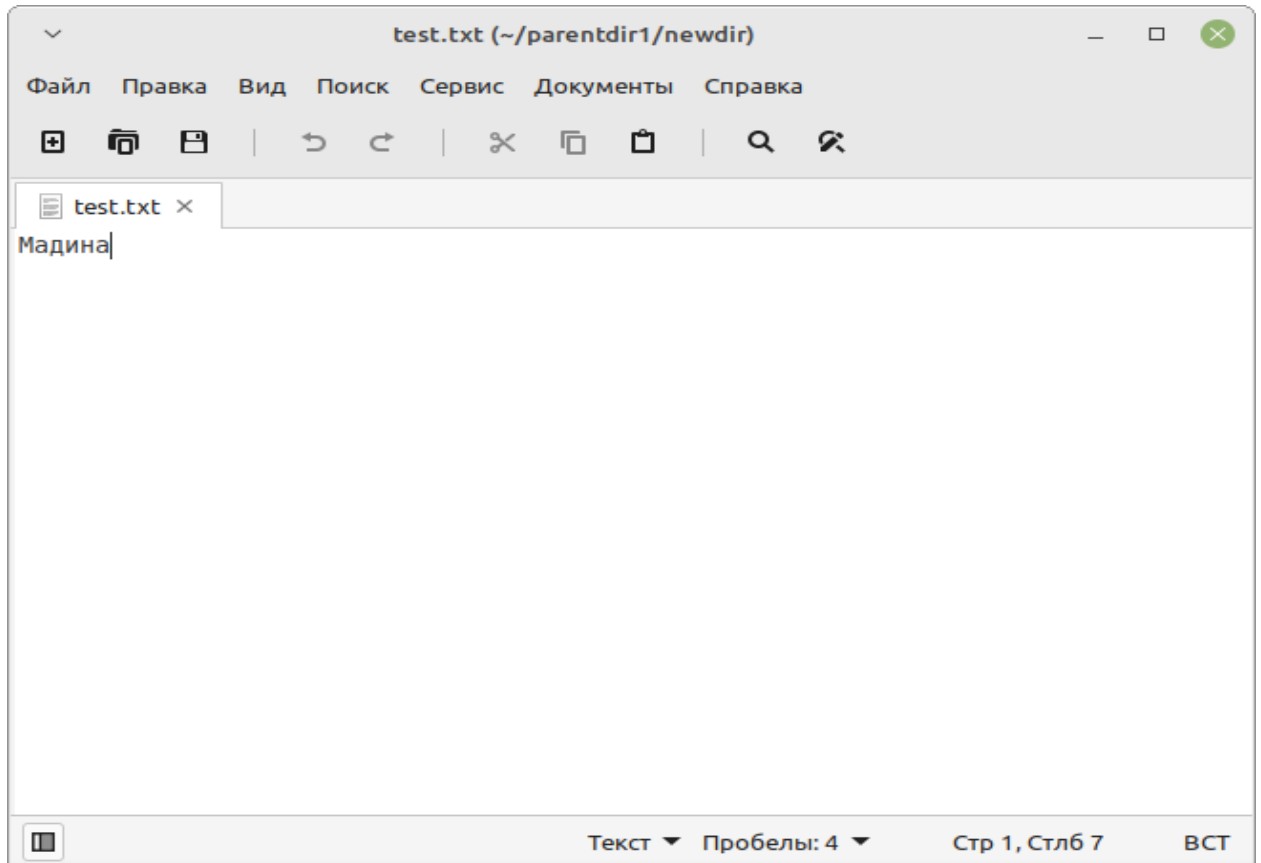 test.txt (~/parentdir1/newdir)
Файл Правка Вид Поиск Сервис Документы Справка
test.txt
Мадина
Текст Пробелы: 4 Стр 1, Стлб 7 ВСТ